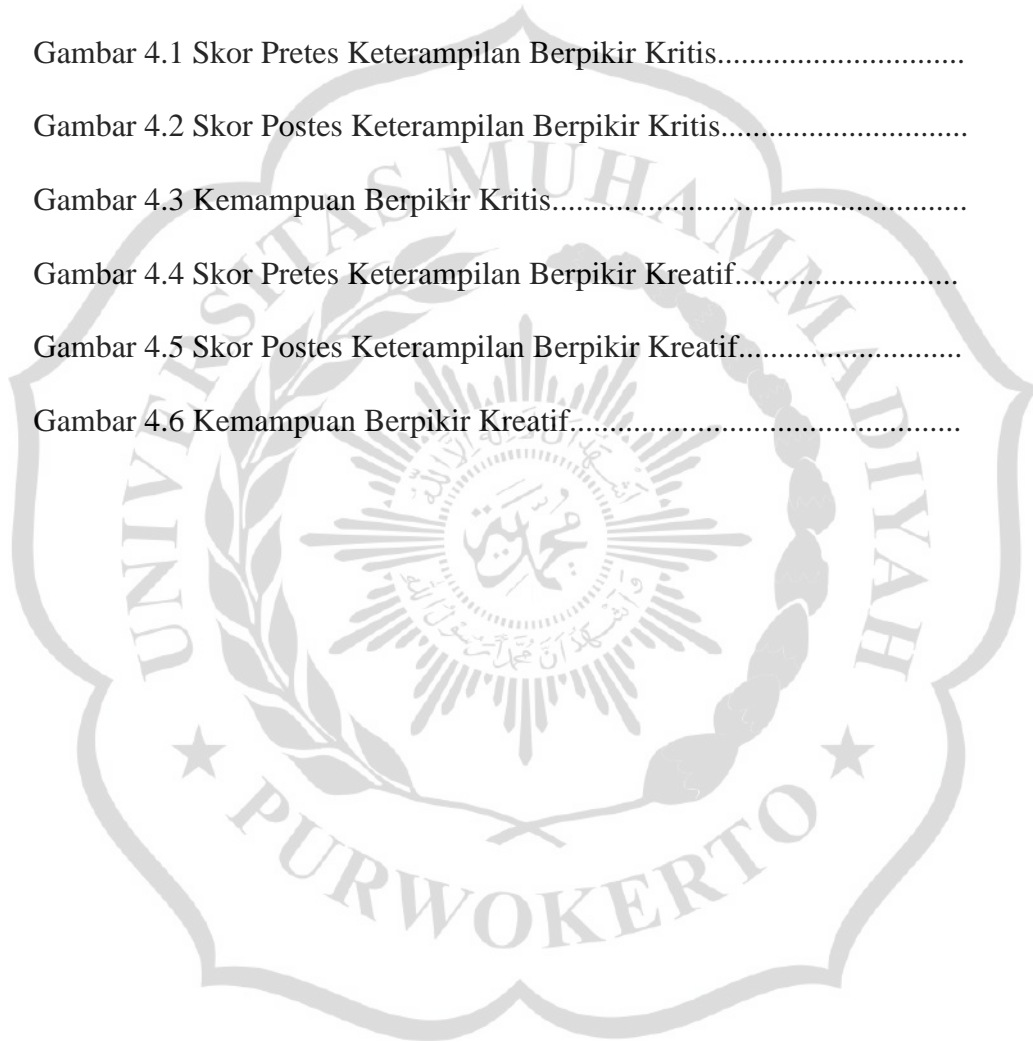 Gambar 4.1 Skor Pretes Keterampilan Berpikir Kritis..............................
Gambar 4.2 Skor Postes Keterampilan Berpikir Kritis..............................
Gambar 4.3 Kemampuan Berpikir Kritis...................................................
Gambar 4.4 Skor Pretes Keterampilan Berpikir Kreatif...........................
Gambar 4.5 Skor Postes Keterampilan Berpikir Kreatif...........................
Gambar 4.6 Kemampuan Berpikir Kreatif................................................
UNIVERSITAS MUHAMMADIYAH
PURWOKERTO